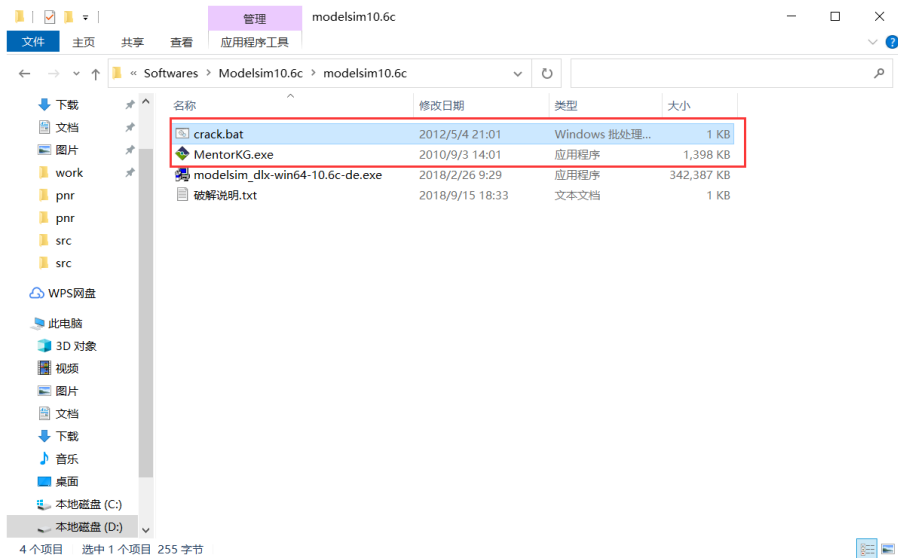 管理 modelsim10.6c
文件 主页 共享 查看 应用程序工具
« Softwares › Modelsim10.6c › modelsim10.6c
名称 修改日期 类型 大小
下载
文档
图片
work
pnr
pnr
src
src
WPS网盘
此电脑
3D 对象
视频
图片
文档
下载
音乐
桌面
本地磁盘 (C:)
本地磁盘 (D:)
crack.bat 2012/5/4 21:01 Windows 批处理... 1 KB
MentorKG.exe 2010/9/3 14:01 应用程序 1,398 KB
modelsim_dlx-win64-10.6c-de.exe 2018/2/26 9:29 应用程序 342,387 KB
破解说明.txt 2018/9/15 18:33 文本文档 1 KB
4 个项目 选中 1 个项目 255 字节